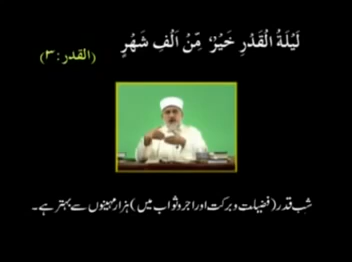 لَيْلَةُ الْقَدْرِ خَيْرٌ مِّنْ اَلْفِ شَهْرٍ
(القدر: ۳)
شبِ قدر (فضیلت و برکت اور اجر و ثواب میں) ہزار مہینوں سے بہتر ہے۔